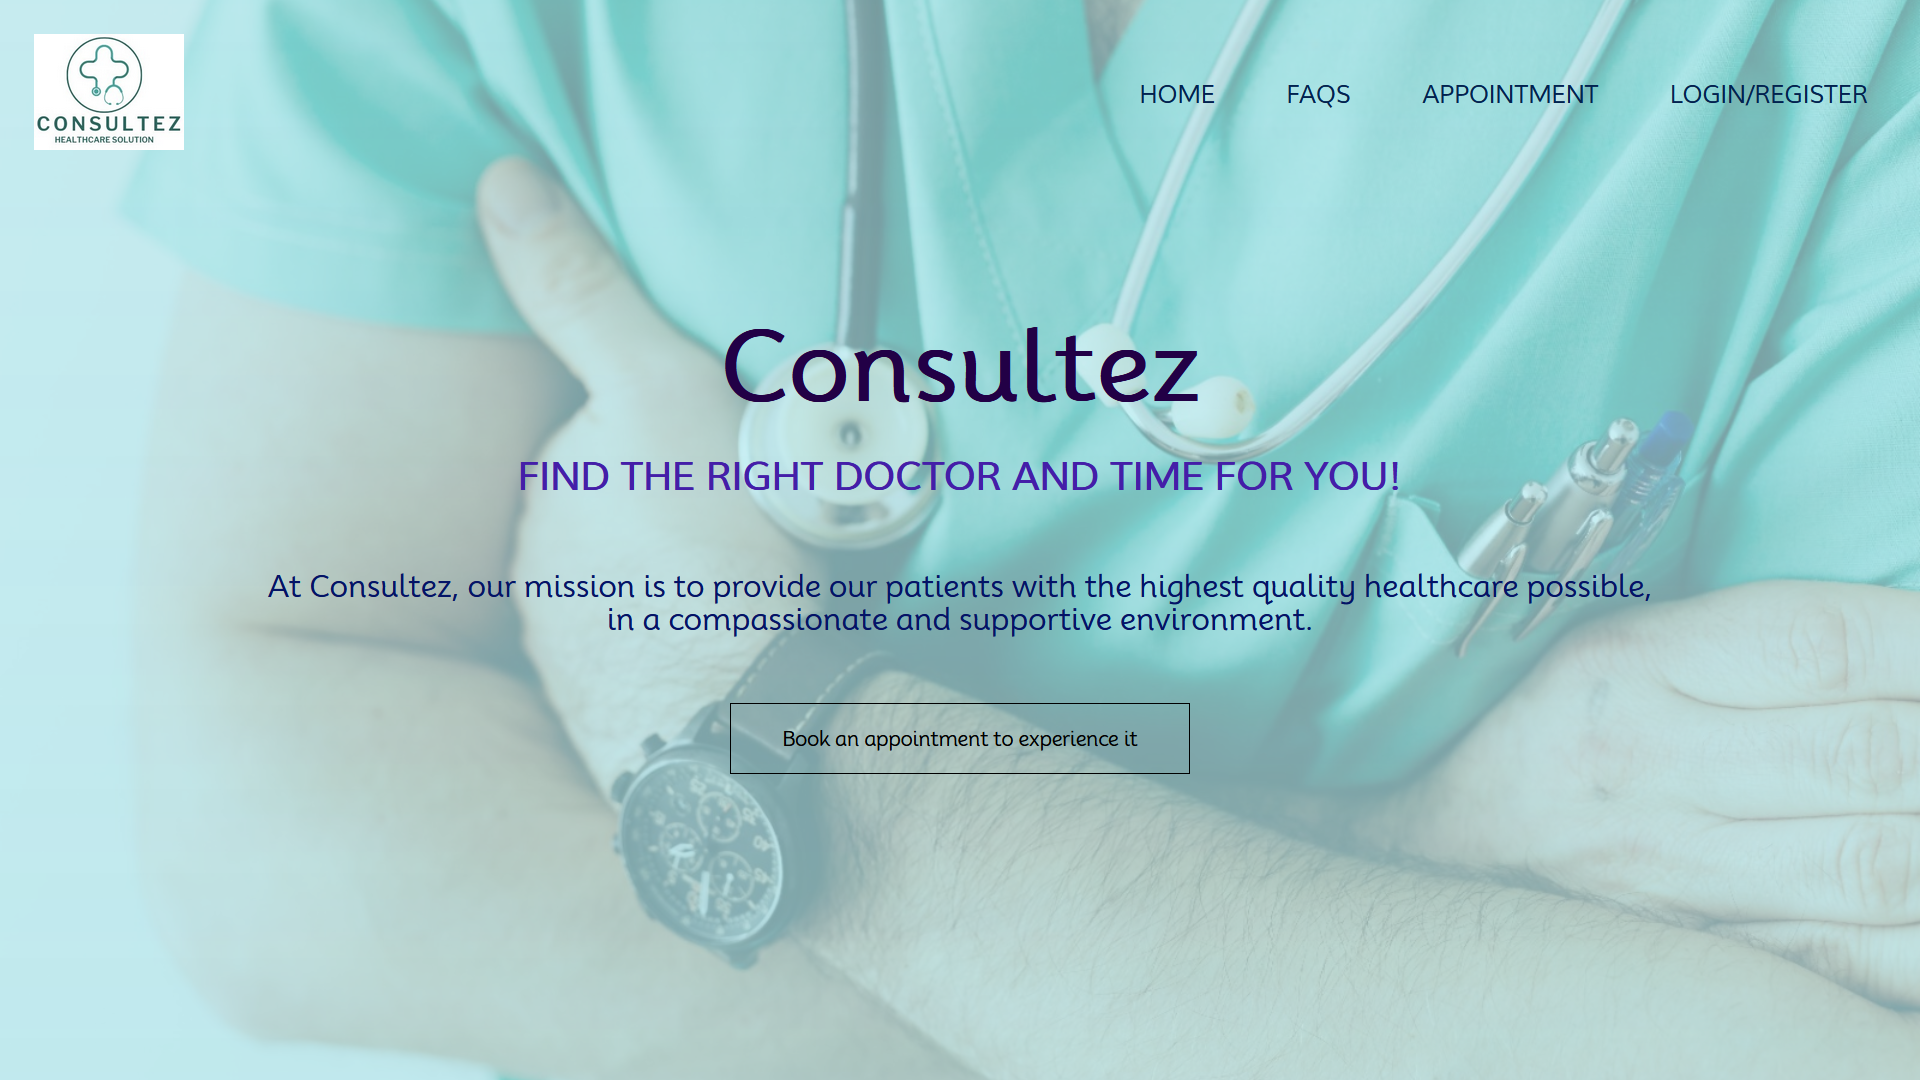 CONSULTEZ
HEALTHCARE SOLUTION
HOME FAQS APPOINTMENT LOGIN/REGISTER
Consultez
FIND THE RIGHT DOCTOR AND TIME FOR YOU!
At Consultez, our mission is to provide our patients with the highest quality healthcare possible,
in a compassionate and supportive environment.
Book an appointment to experience it